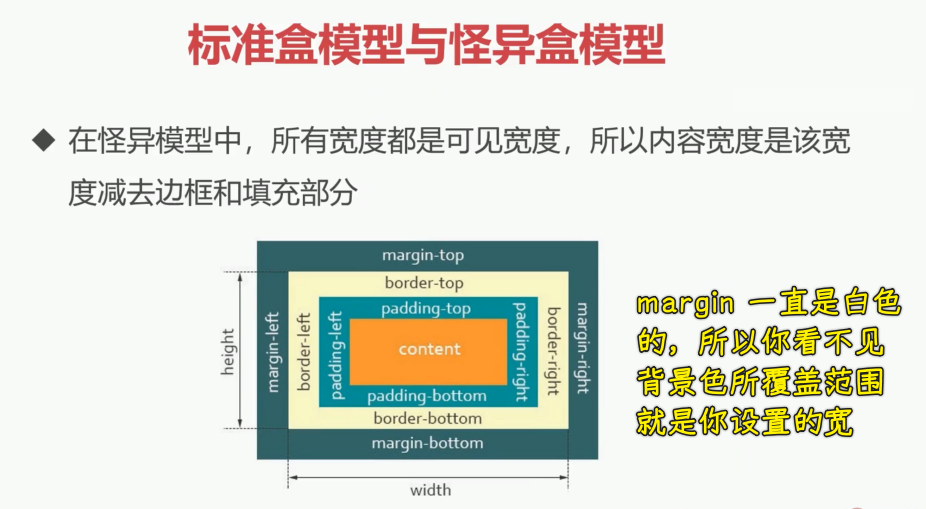 标准盒模型与怪异盒模型
◆ 在怪异模型中，所有宽度都是可见宽度，所以内容宽度是该宽
度减去边框和填充部分
margin-top
border-top
padding-top
height
margin-left
border-left
padding-left
content
padding-right
border-right
margin-right
padding-bottom
border-bottom
margin-bottom
width
margin 一直是白色
的，所以你看不见
背景色所覆盖范围
就是你设置的宽